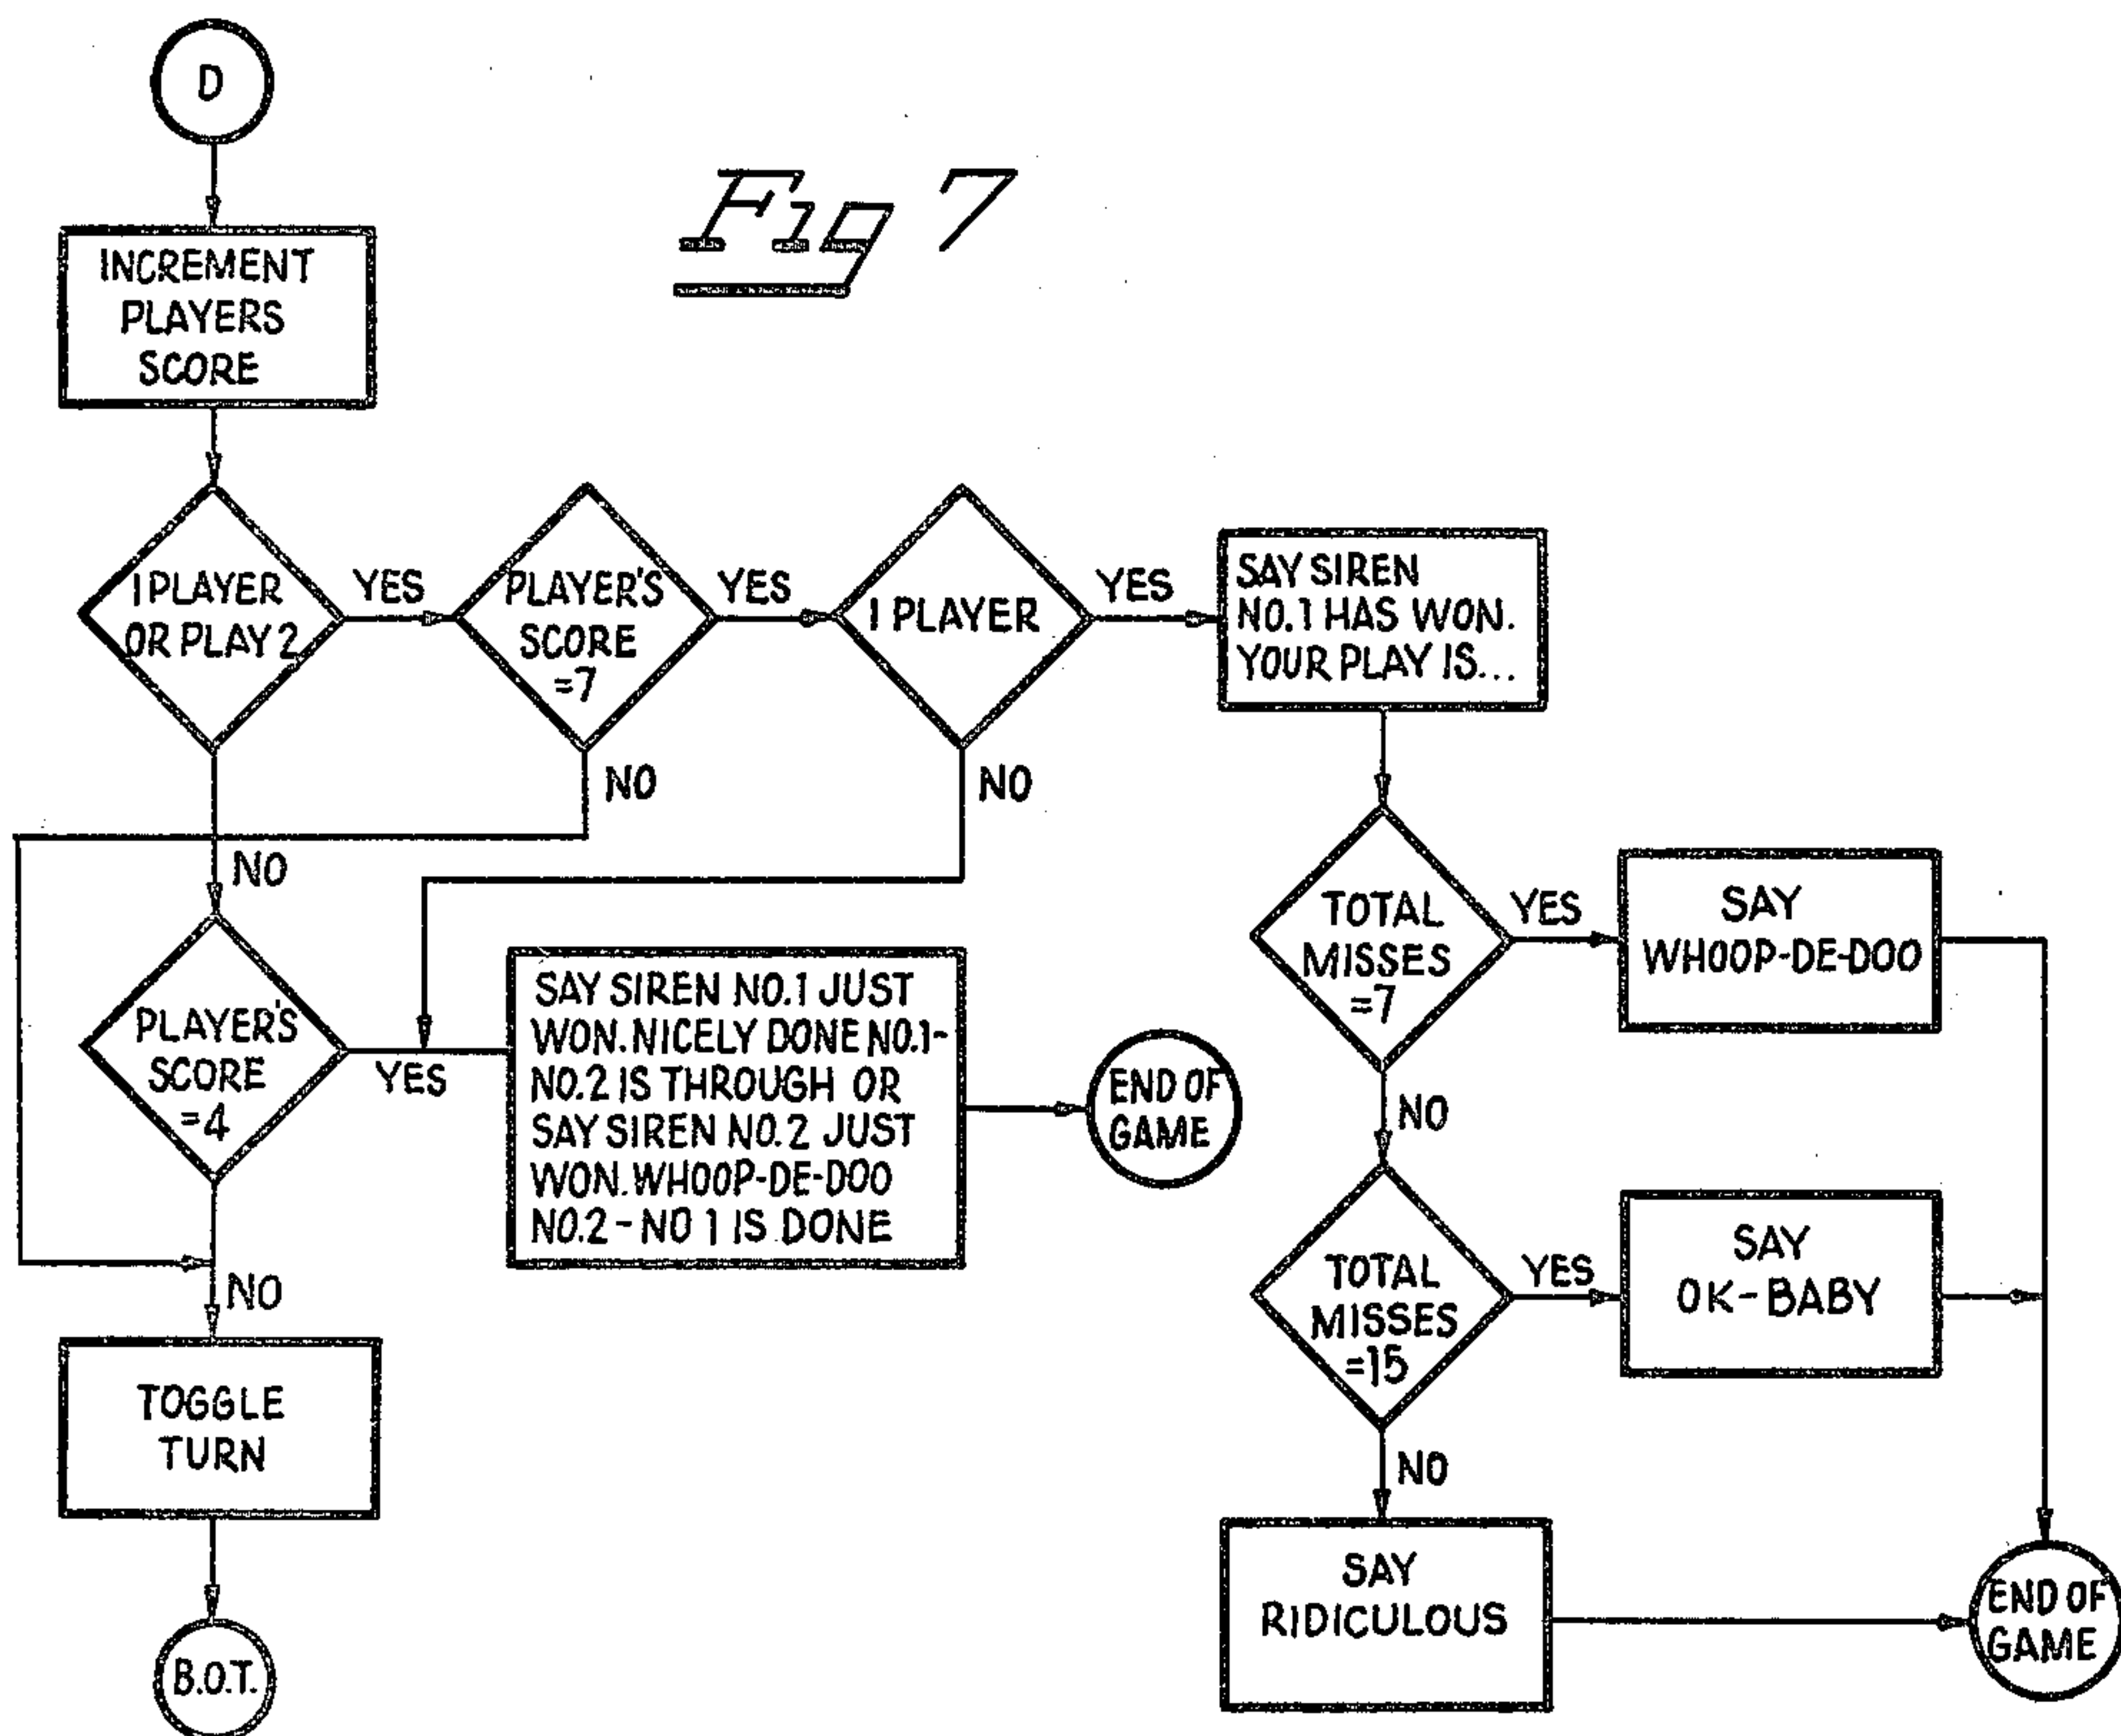 D
Fig 7
INCREMENT
PLAYERS
SCORE
1 PLAYER
OR PLAY 2
YES
PLAYER'S
SCORE
=7
YES
1 PLAYER
YES
SAY SIREN
NO.1 HAS WON.
YOUR PLAY IS...
NO
NO
NO
TOTAL
MISSES
=7
YES
SAY
WHOOP-DE-DOO
PLAYER'S
SCORE
=4
YES
SAY SIREN NO.1 JUST
WON. NICELY DONE NO.1-
NO.2 IS THROUGH OR
SAY SIREN NO.2 JUST
WON. WHOOP-DE-DOO
NO.2 - NO 1 IS DONE
END OF
GAME
NO
NO
TOTAL
MISSES
=15
YES
SAY
OK-BABY
TOGGLE
TURN
NO
SAY
RIDICULOUS
END OF
GAME
B.O.T.